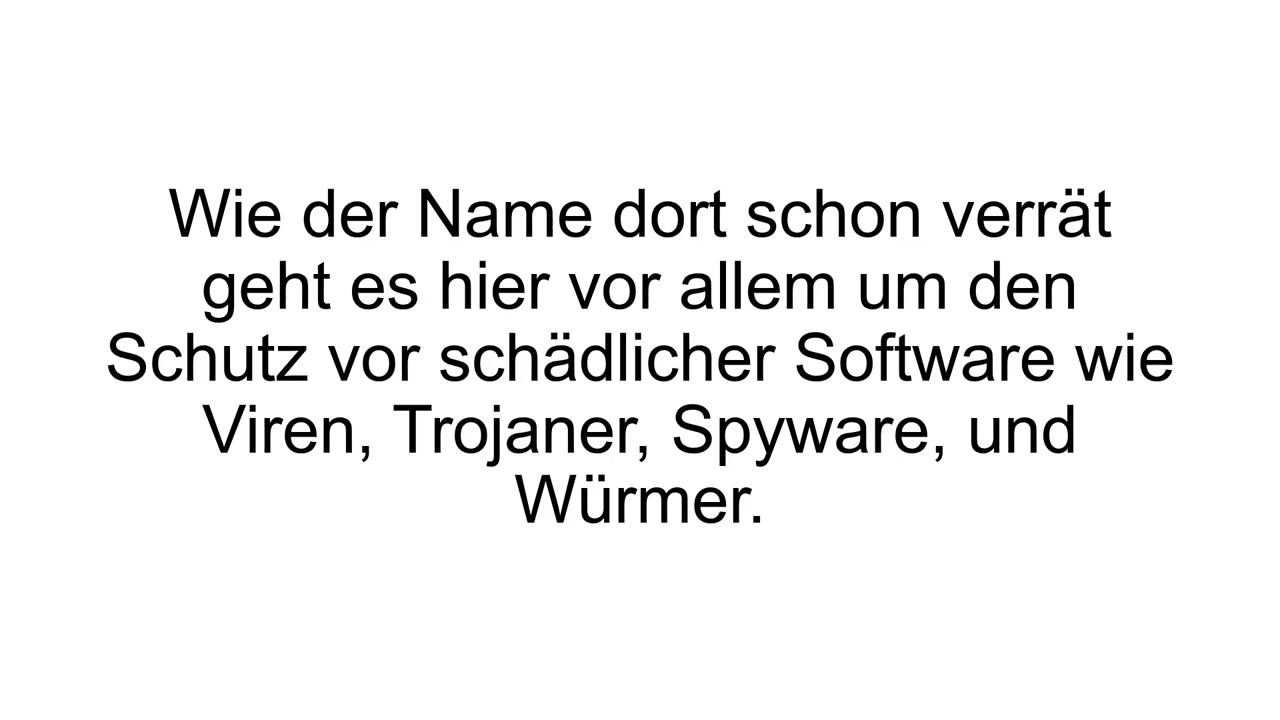 Wie der Name dort schon verrät
geht es hier vor allem um den
Schutz vor schädlicher Software wie
Viren, Trojaner, Spyware, und
Würmer.